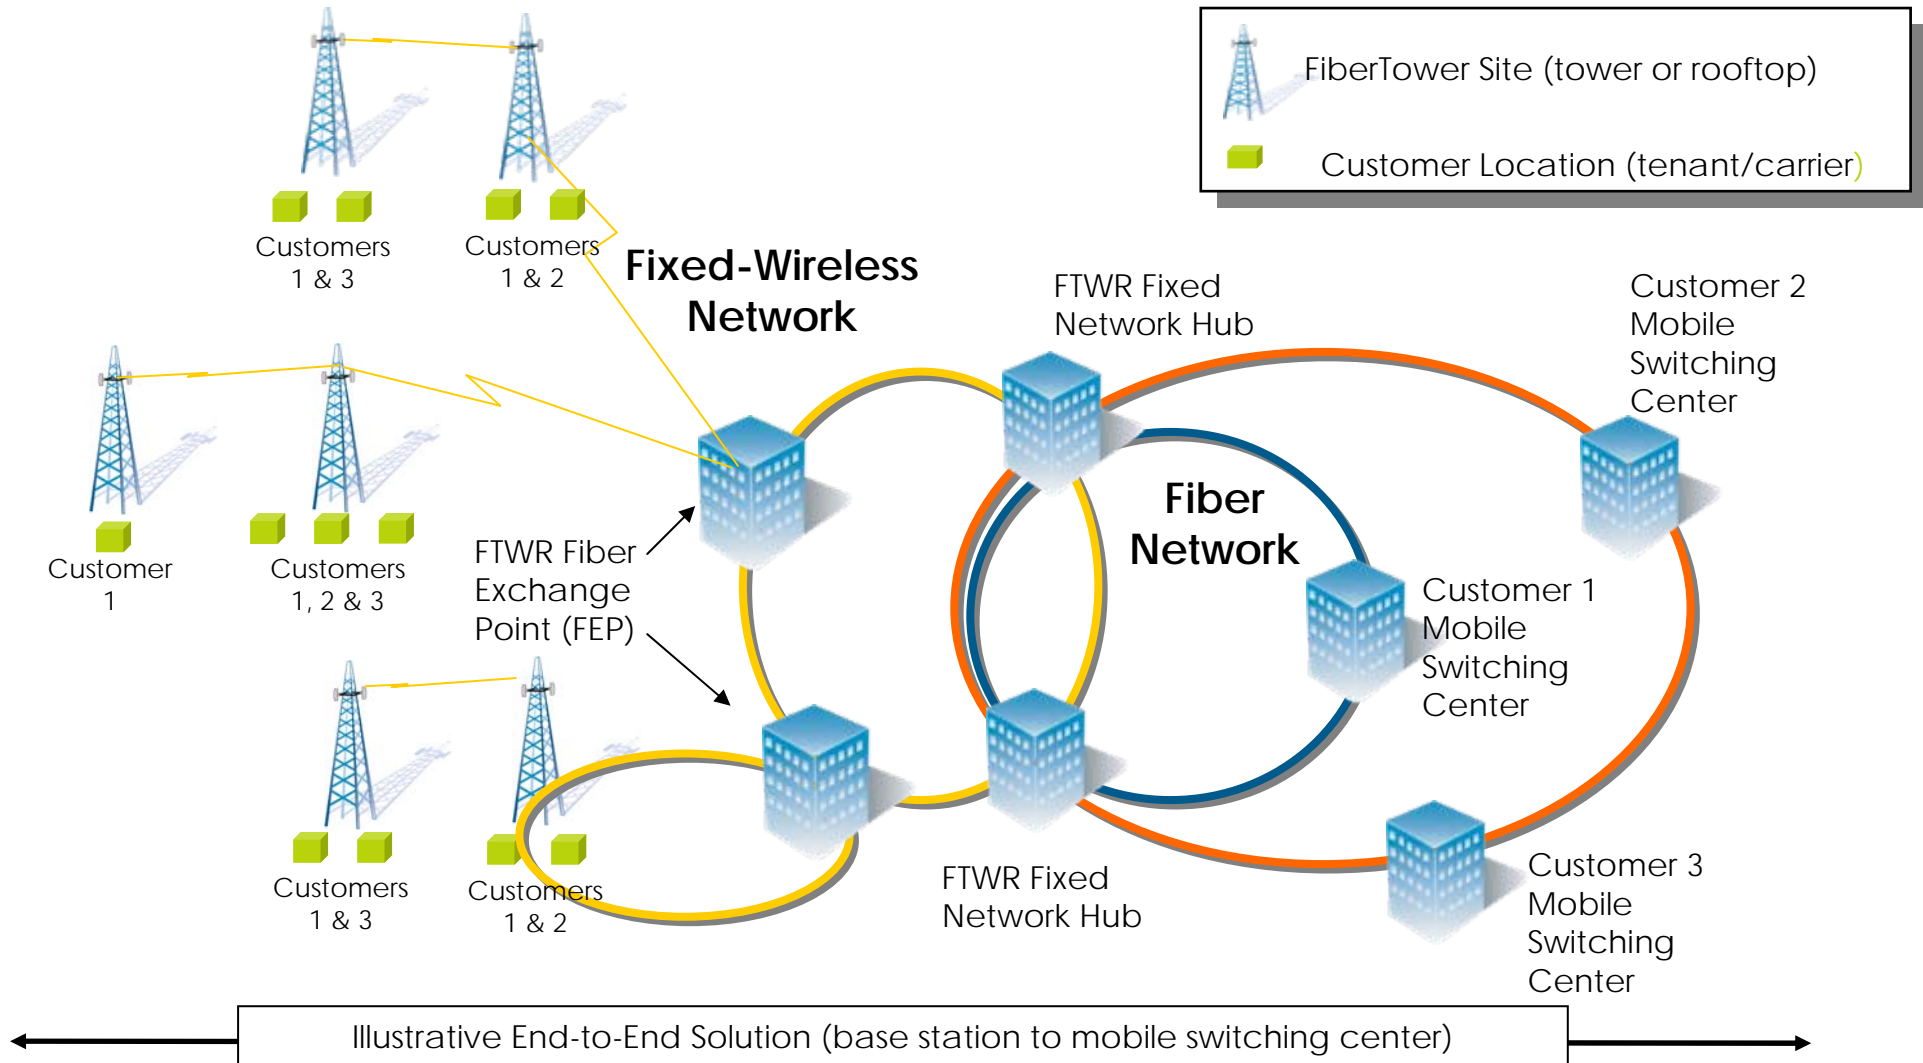 FiberTower Site (tower or rooftop)
Customer Location (tenant/carrier)
Customers
1 & 3
Customers
1 & 2
Fixed-Wireless
Network
FTWR Fixed
Network Hub
Customer 2
Mobile
Switching
Center
Customer
1
Customers
1, 2 & 3
FTWR Fiber
Exchange
Point (FEP)
Fiber
Network
Customer 1
Mobile
Switching
Center
Customers
1 & 3
Customers
1 & 2
FTWR Fixed
Network Hub
Customer 3
Mobile
Switching
Center
Illustrative End-to-End Solution (base station to mobile switching center)